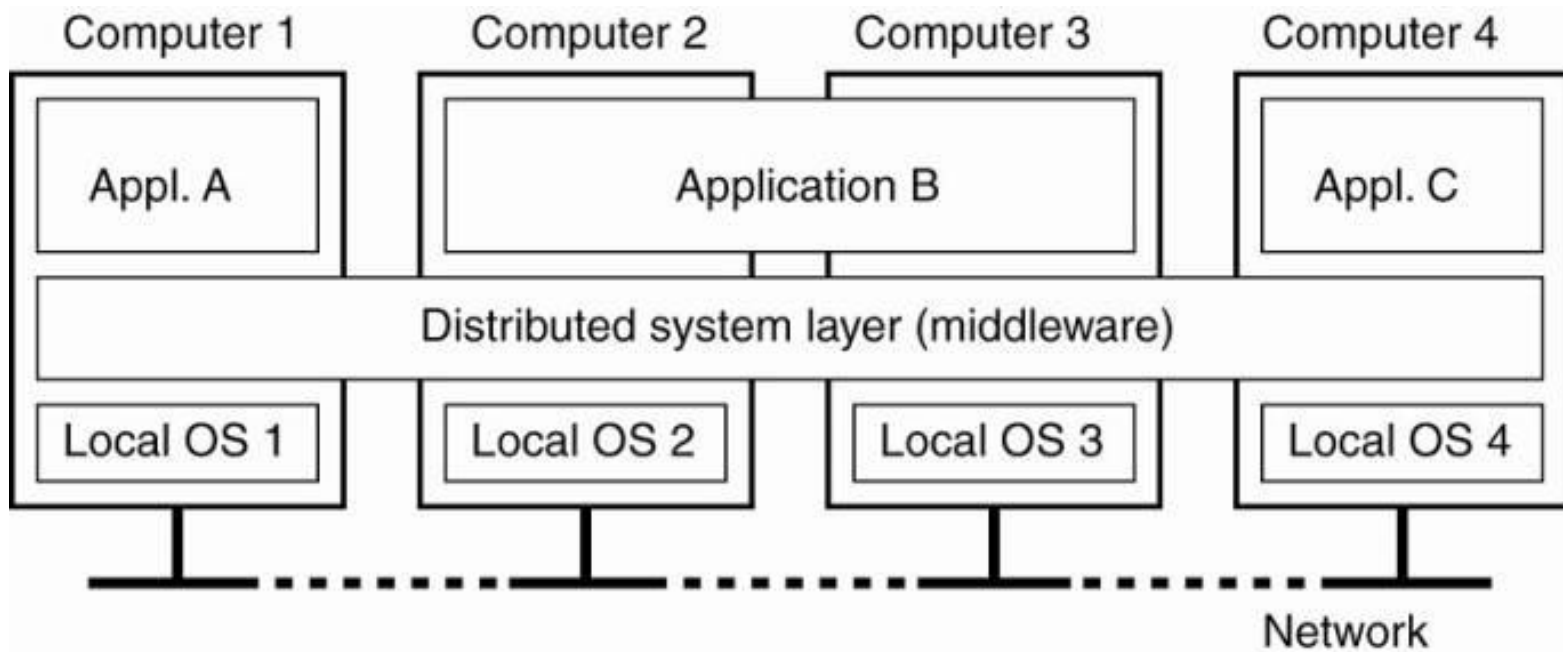 Computer 1
Computer 2
Computer 3
Computer 4
Appl. A
Application B
Appl. C
Distributed system layer (middleware)
Local OS 1
Local OS 2
Local OS 3
Local OS 4
Network